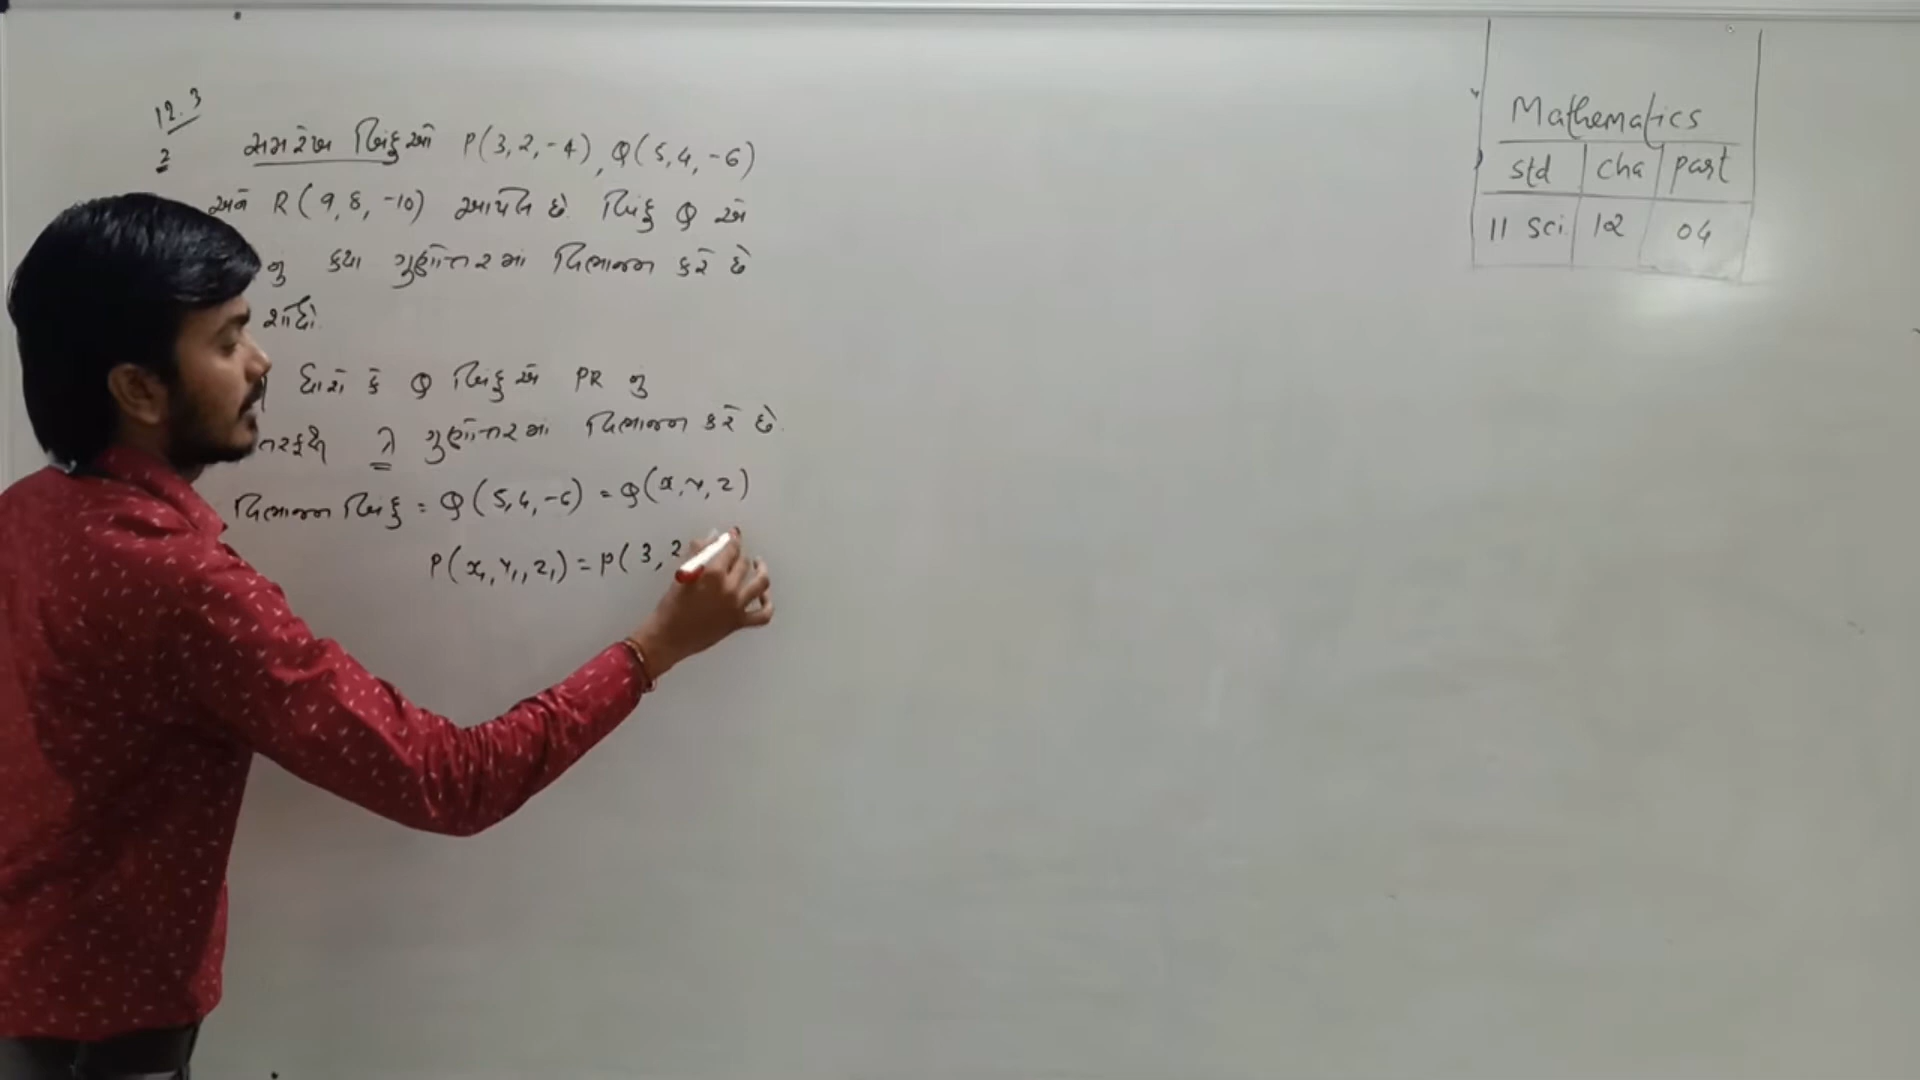 12.3
2
સમરેખ બિંદુઓ P(3, 2, -4), Q(5, 4, -6)
અને R(9, 8, -10) આપેલ છે. બિંદુ Q એ
નુ કયા ગુણોત્તરમાં વિભાજન કરે છે
શોધો.
ધારો કે Q બિંદુ એ PR નુ
તરફથી λ ગુણોત્તરમાં વિભાજન કરે છે.
વિભાજન બિંદુ = Q(5, 4, -6) = Q(x, y, z)
P(x₁, y₁, z₁) = P(3, 2
Mathematics
std cha part
11 sci 12 04